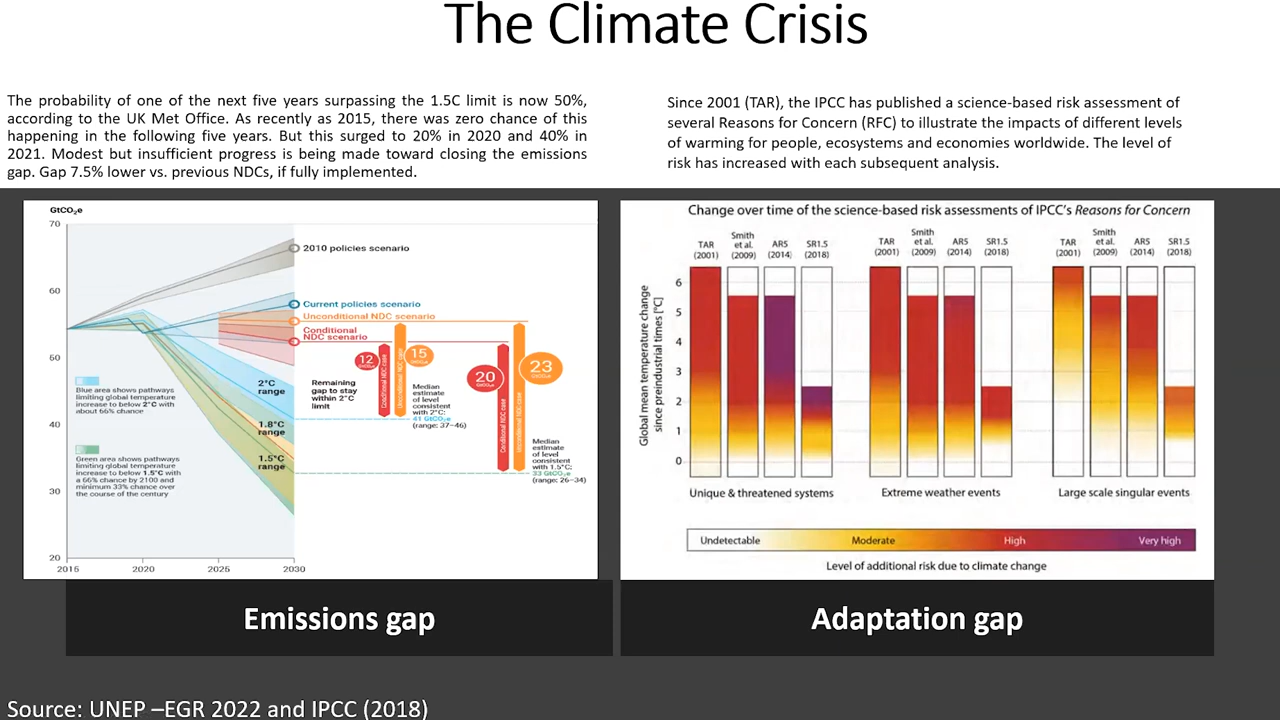 The Climate Crisis
The probability of one of the next five years surpassing the 1.5C limit is now 50%,
according to the UK Met Office. As recently as 2015, there was zero chance of this
happening in the following five years. But this surged to 20% in 2020 and 40% in
2021. Modest but insufficient progress is being made toward closing the emissions
gap. Gap 7.5% lower vs. previous NDCs, if fully implemented.
Since 2001 (TAR), the IPCC has published a science-based risk assessment of
several Reasons for Concern (RFC) to illustrate the impacts of different levels
of warming for people, ecosystems and economies worldwide. The level of
risk has increased with each subsequent analysis.
GtCO₂e
70
60
50
40
30
20
2015
2020
2025
2030
2010 policies scenario
Current policies scenario
Unconditional NDC scenario
Conditional
NDC scenario
12
GtCO₂e
15
GtCO₂e
20
GtCO₂e
23
GtCO₂e
Conditional NDC case
Unconditional NDC case
Conditional NDC case
Unconditional NDC case
Blue area shows pathways
limiting global temperature
increase to below 2°C with
about 66% chance
Green area shows pathways
limiting global temperature
increase to below 1.5°C with
a 66% chance by 2100 and
minimum 33% chance over
the course of the century
2°C
range
1.8°C
range
1.5°C
range
Remaining
gap to stay
within 2°C
limit
Median
estimate
of level
consistent
with 2°C:
41 GtCO₂e
(range: 37–46)
Median
estimate
of level
consistent
with 1.5°C:
33 GtCO₂e
(range: 26–34)
Emissions gap
Change over time of the science-based risk assessments of IPCC's Reasons for Concern
Global mean temperature change
since preindustrial times [°C]
6
5
4
3
2
1
0
TAR
(2001)
Smith
et al.
(2009)
AR5
(2014)
SR1.5
(2018)
TAR
(2001)
Smith
et al.
(2009)
AR5
(2014)
SR1.5
(2018)
TAR
(2001)
Smith
et al.
(2009)
AR5
(2014)
SR1.5
(2018)
Unique & threatened systems
Extreme weather events
Large scale singular events
Undetectable
Moderate
High
Very high
Level of additional risk due to climate change
Adaptation gap
Source: UNEP –EGR 2022 and IPCC (2018)